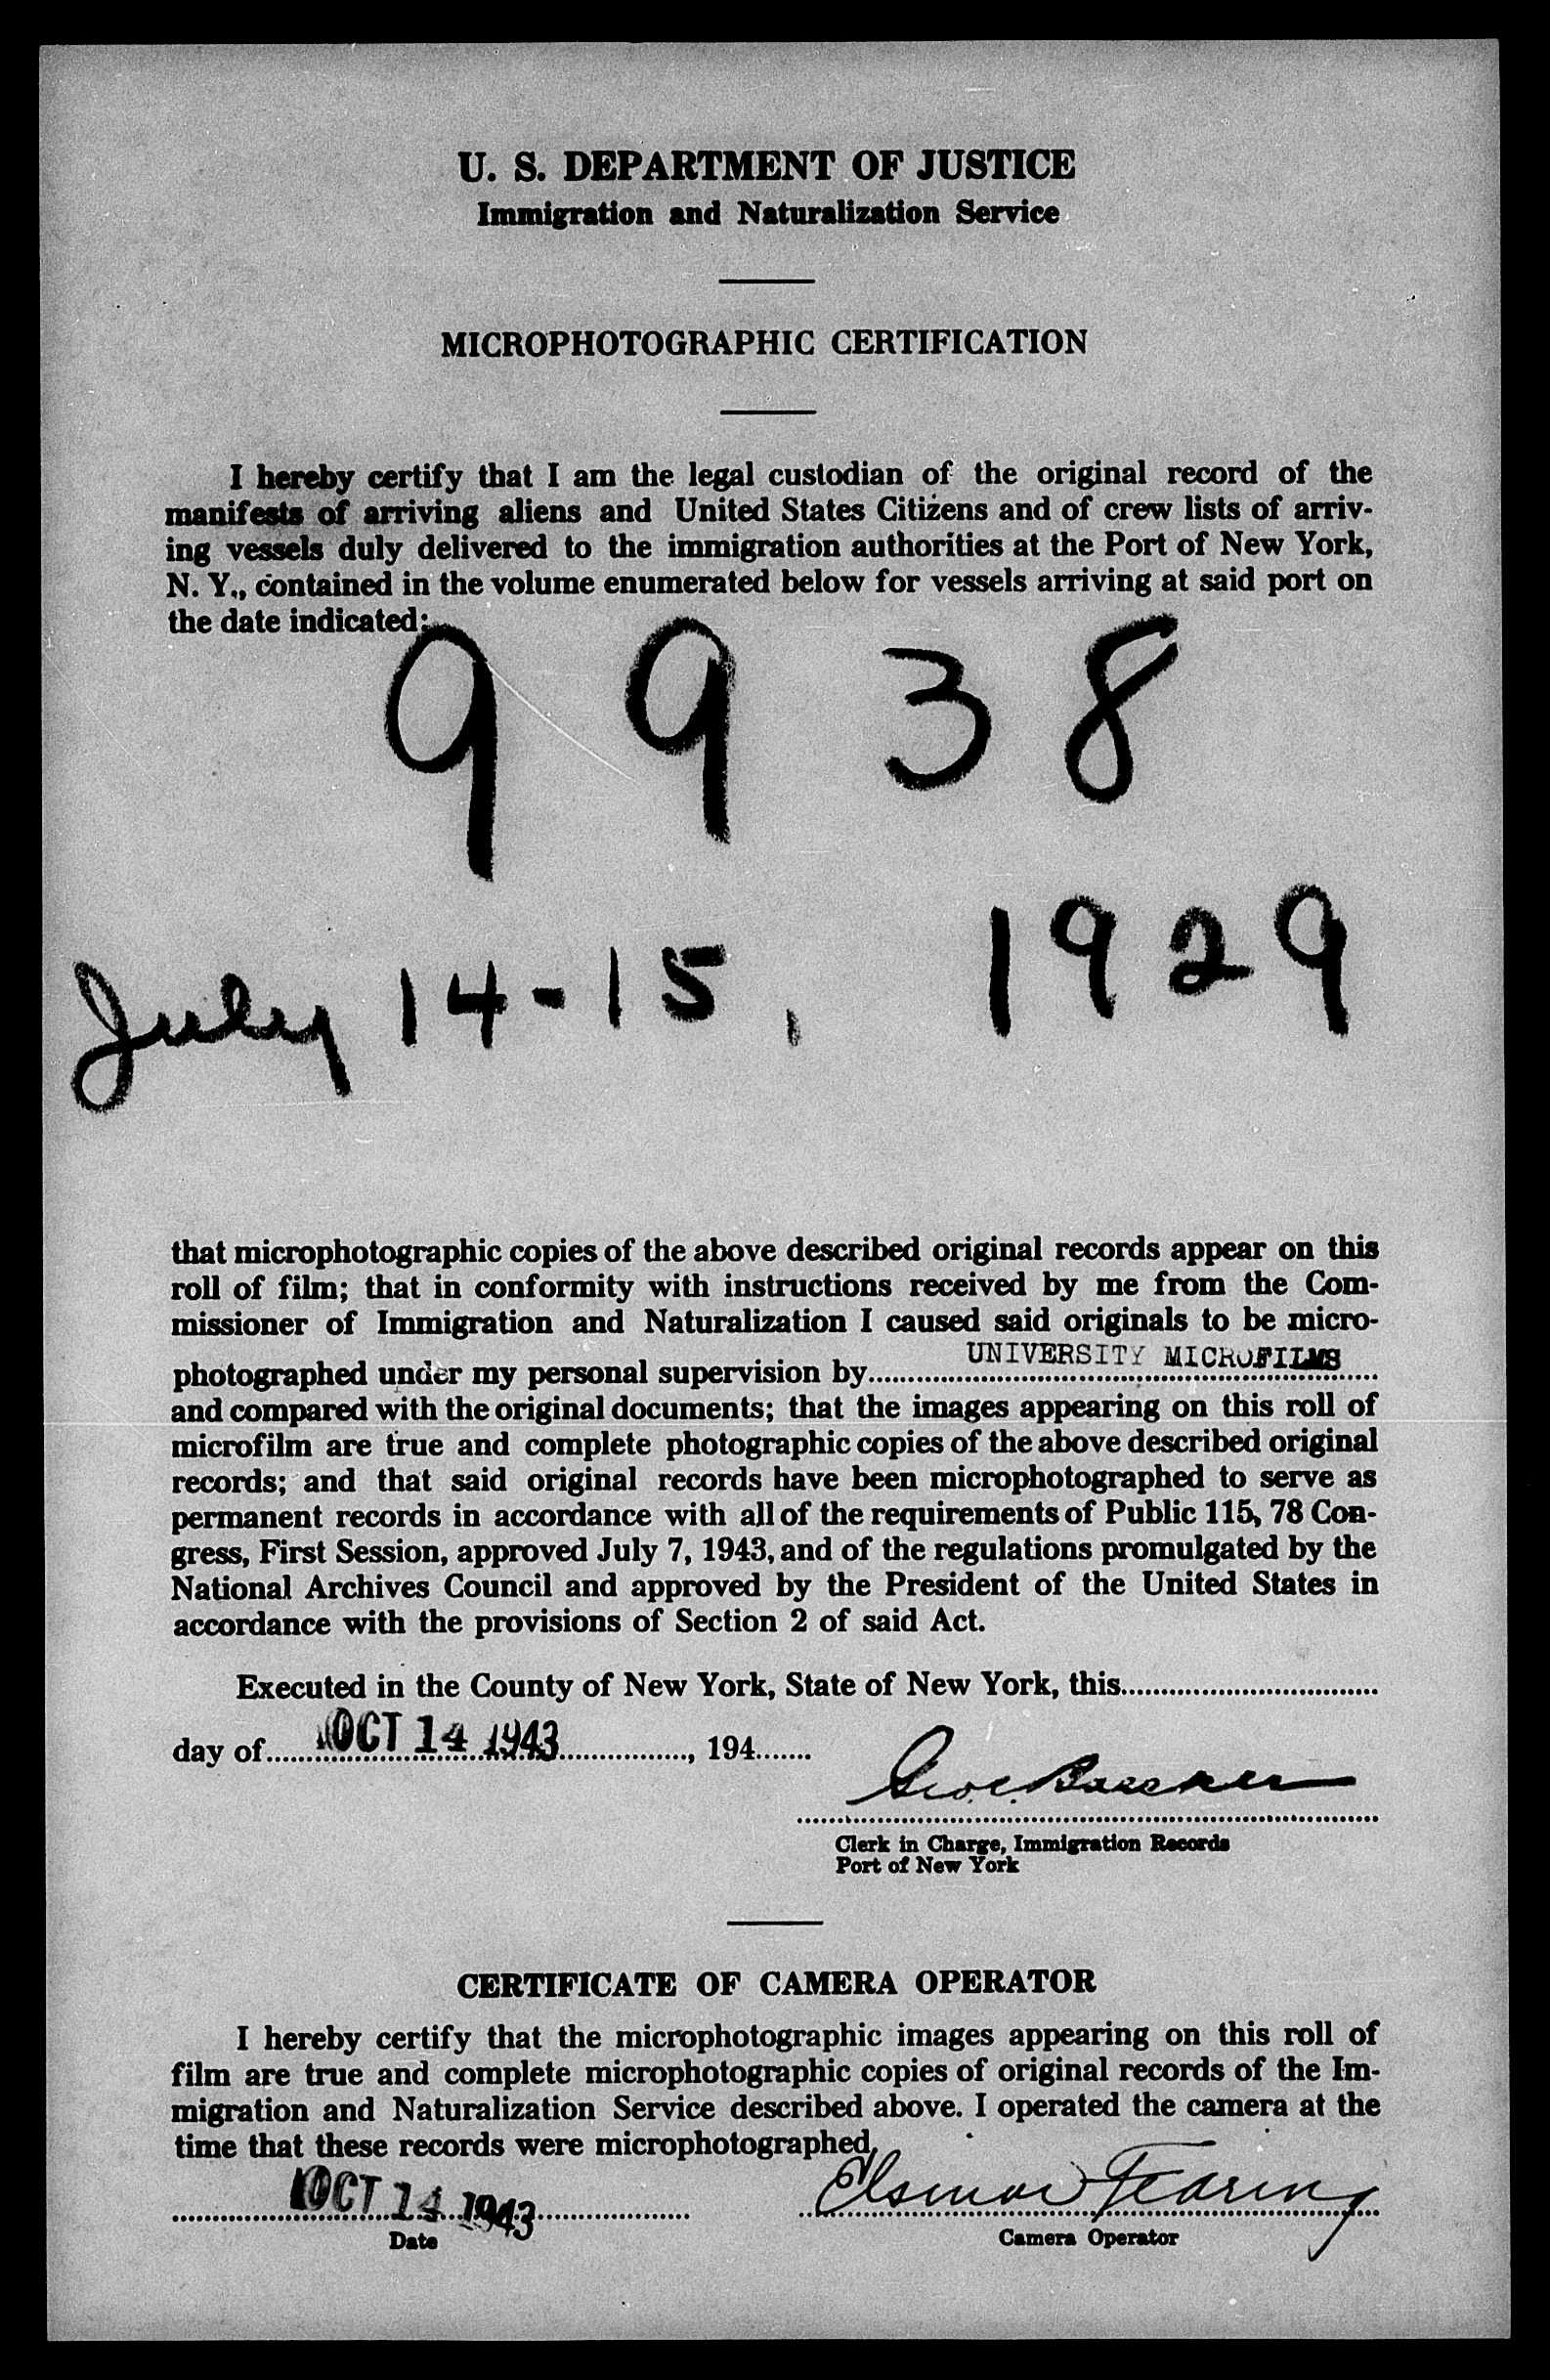 U. S. DEPARTMENT OF JUSTICE
Immigration and Naturalization Service
MICROPHOTOGRAPHIC CERTIFICATION
I hereby certify that I am the legal custodian of the original record of the
manifests of arriving aliens and United States Citizens and of crew lists of arriv-
ing vessels duly delivered to the immigration authorities at the Port of New York,
N. Y., contained in the volume enumerated below for vessels arriving at said port on
the date indicated:
9938
July 14-15, 1929
that microphotographic copies of the above described original records appear on this
roll of film; that in conformity with instructions received by me from the Com-
missioner of Immigration and Naturalization I caused said originals to be micro-
photographed under my personal supervision by UNIVERSITY MICROFILMS
and compared with the original documents; that the images appearing on this roll of
microfilm are true and complete photographic copies of the above described original
records; and that said original records have been microphotographed to serve as
permanent records in accordance with all of the requirements of Public 115, 78 Con-
gress, First Session, approved July 7, 1943, and of the regulations promulgated by the
National Archives Council and approved by the President of the United States in
accordance with the provisions of Section 2 of said Act.
Executed in the County of New York, State of New York, this
day of OCT 14 1943, 194
Clerk in Charge, Immigration Records
Port of New York
CERTIFICATE OF CAMERA OPERATOR
I hereby certify that the microphotographic images appearing on this roll of
film are true and complete microphotographic copies of original records of the Im-
migration and Naturalization Service described above. I operated the camera at the
time that these records were microphotographed.
OCT 14 1943 Fearing
Date Camera Operator